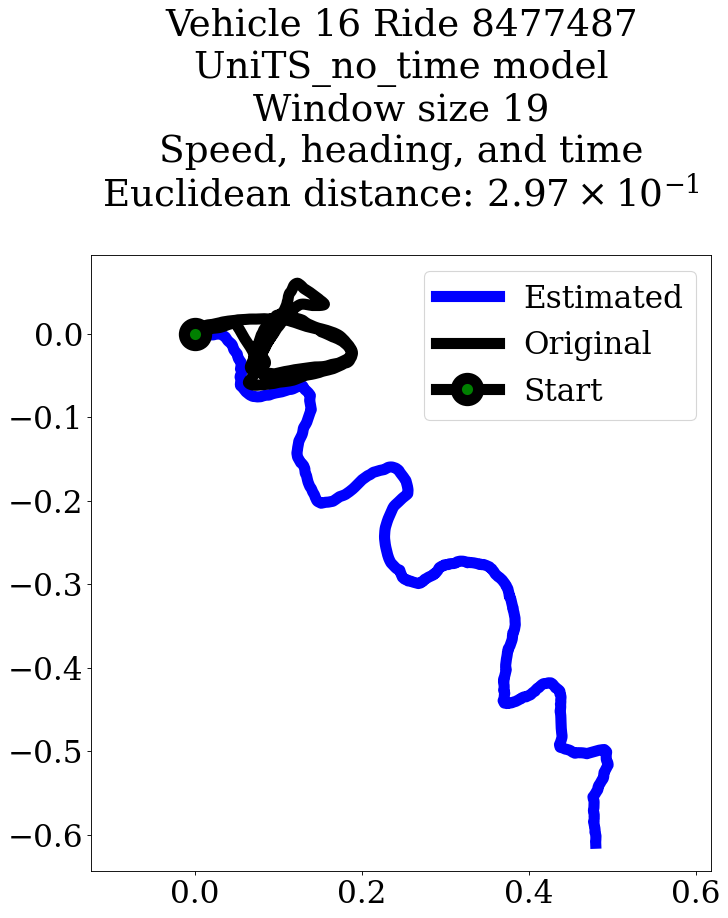 Vehicle 16 Ride 8477487
UniTS_no_time model
Window size 19
Speed, heading, and time
Euclidean distance: 2.97 × 10⁻¹
Estimated
Original
Start
0.0
−0.1
−0.2
−0.3
−0.4
−0.5
−0.6
0.0 0.2 0.4 0.6